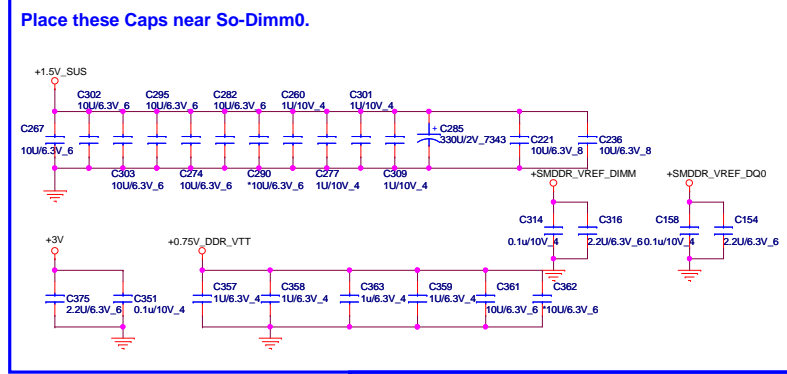 Place these Caps near So-Dimm0.
+1.5V_SUS
C302
10U/6.3V_6
C295
10U/6.3V_6
C282
10U/6.3V_6
C260
1U/10V_4
C301
1U/10V_4
C267
10U/6.3V_6
+ C285
330U/2V_7343
C221
10U/6.3V_8
C236
10U/6.3V_8
C303
10U/6.3V_6
C274
10U/6.3V_6
C290
*10U/6.3V_6
C277
1U/10V_4
C309
1U/10V_4
+SMDDR_VREF_DIMM
+SMDDR_VREF_DQ0
C314
0.1u/10V_4
C316
2.2U/6.3V_6
C158
0.1u/10V_4
C154
2.2U/6.3V_6
+3V
+0.75V_DDR_VTT
C375
2.2U/6.3V_6
C351
0.1u/10V_4
C357
1U/6.3V_4
C358
1U/6.3V_4
C363
1u/6.3V_4
C359
1U/6.3V_4
C361
10U/6.3V_6
C362
*10U/6.3V_6